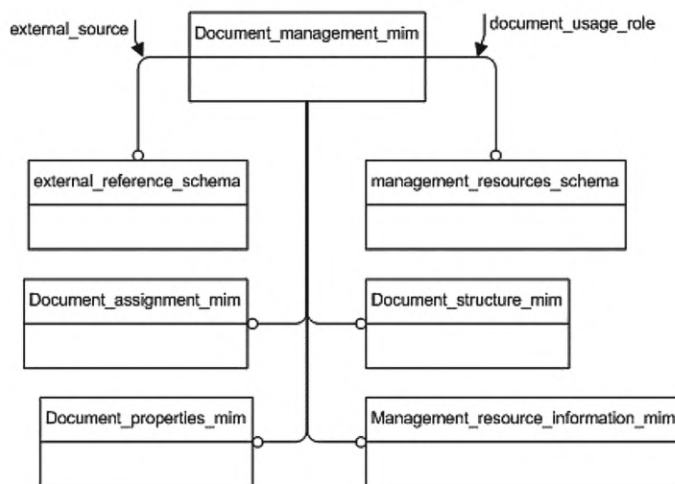 external_source
Document_management_mim
document_usage_role
external_reference_schema
management_resources_schema
Document_assignment_mim
Document_structure_mim
Document_properties_mim
Management_resource_information_mim